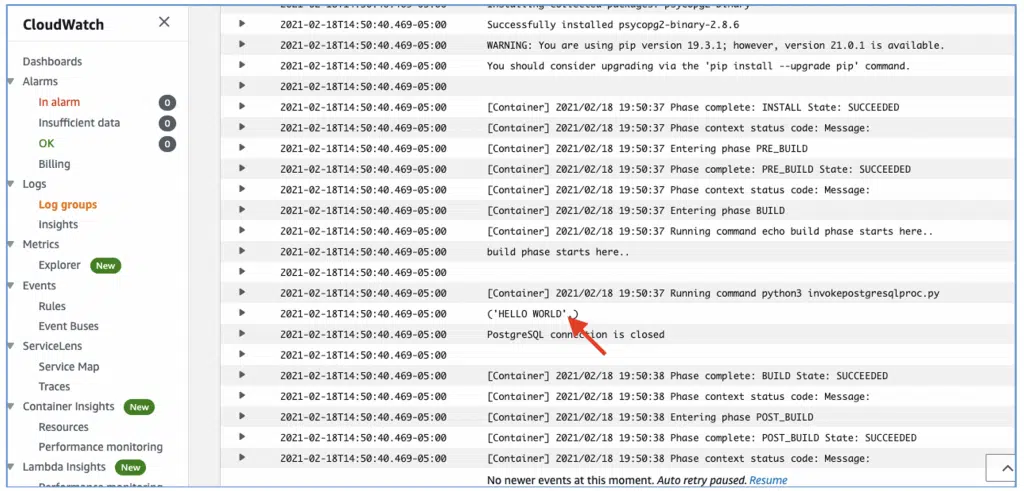 CloudWatch
Dashboards
Alarms
In alarm 0
Insufficient data 0
OK 0
Billing
Logs
Log groups
Insights
Metrics
Explorer New
Events
Rules
Event Buses
ServiceLens
Service Map
Traces
Container Insights New
Resources
Performance monitoring
Lambda Insights New
Performance monitoring
Installing collected packages: psycopg2-binary
2021-02-18T14:50:40.469-05:00 Successfully installed psycopg2-binary-2.8.6
2021-02-18T14:50:40.469-05:00 WARNING: You are using pip version 19.3.1; however, version 21.0.1 is available.
2021-02-18T14:50:40.469-05:00 You should consider upgrading via the 'pip install --upgrade pip' command.
2021-02-18T14:50:40.469-05:00
2021-02-18T14:50:40.469-05:00 [Container] 2021/02/18 19:50:37 Phase complete: INSTALL State: SUCCEEDED
2021-02-18T14:50:40.469-05:00 [Container] 2021/02/18 19:50:37 Phase context status code: Message:
2021-02-18T14:50:40.469-05:00 [Container] 2021/02/18 19:50:37 Entering phase PRE_BUILD
2021-02-18T14:50:40.469-05:00 [Container] 2021/02/18 19:50:37 Phase complete: PRE_BUILD State: SUCCEEDED
2021-02-18T14:50:40.469-05:00 [Container] 2021/02/18 19:50:37 Phase context status code: Message:
2021-02-18T14:50:40.469-05:00 [Container] 2021/02/18 19:50:37 Entering phase BUILD
2021-02-18T14:50:40.469-05:00 [Container] 2021/02/18 19:50:37 Running command echo build phase starts here..
2021-02-18T14:50:40.469-05:00 build phase starts here..
2021-02-18T14:50:40.469-05:00
2021-02-18T14:50:40.469-05:00 [Container] 2021/02/18 19:50:37 Running command python3 invokepostgresqlproc.py
2021-02-18T14:50:40.469-05:00 ('HELLO WORLD',)
2021-02-18T14:50:40.469-05:00 PostgreSQL connection is closed
2021-02-18T14:50:40.469-05:00
2021-02-18T14:50:40.469-05:00 [Container] 2021/02/18 19:50:38 Phase complete: BUILD State: SUCCEEDED
2021-02-18T14:50:40.469-05:00 [Container] 2021/02/18 19:50:38 Phase context status code: Message:
2021-02-18T14:50:40.469-05:00 [Container] 2021/02/18 19:50:38 Entering phase POST_BUILD
2021-02-18T14:50:40.469-05:00 [Container] 2021/02/18 19:50:38 Phase complete: POST_BUILD State: SUCCEEDED
2021-02-18T14:50:40.469-05:00 [Container] 2021/02/18 19:50:38 Phase context status code: Message:
No newer events at this moment. Auto retry paused. Resume